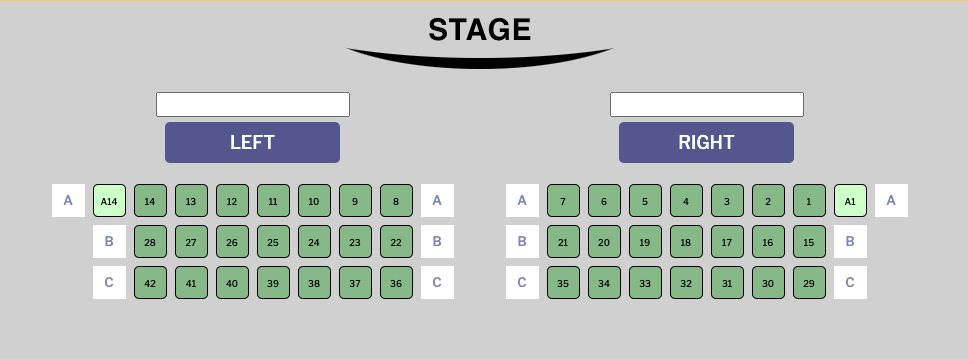 STAGE
LEFT RIGHT
A A14 14 13 12 11 10 9 8 A A 7 6 5 4 3 2 1 A1 A
B 28 27 26 25 24 23 22 B B 21 20 19 18 17 16 15 B
C 42 41 40 39 38 37 36 C C 35 34 33 32 31 30 29 C